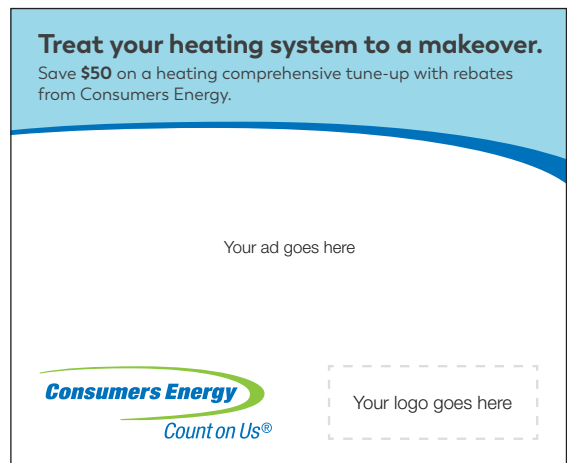 Treat your heating system to a makeover.
Save $50 on a heating comprehensive tune-up with rebates
from Consumers Energy.
Your ad goes here
Consumers Energy
Count on Us®
Your logo goes here